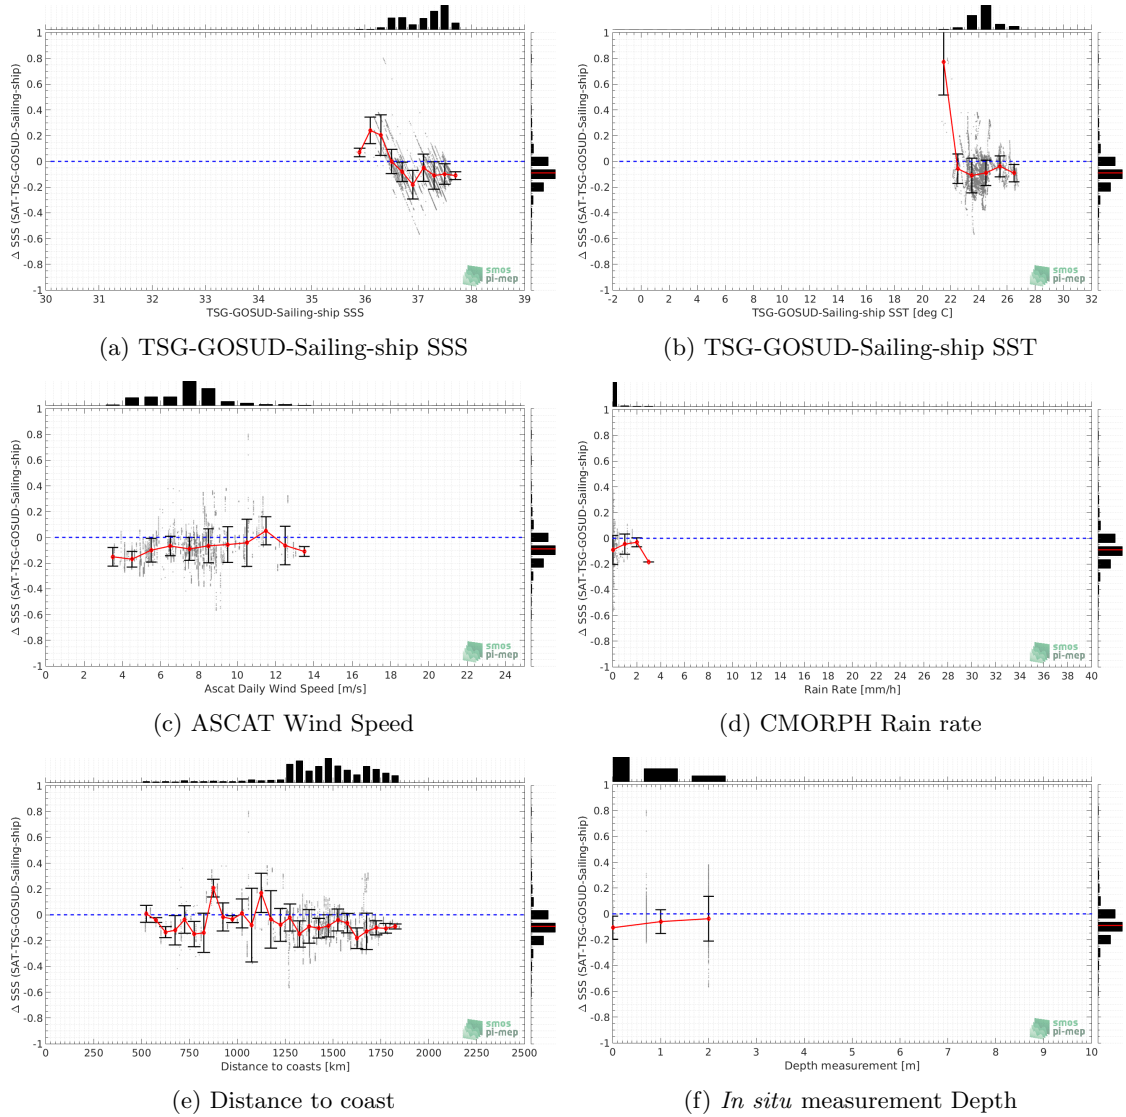 1
0.8
0.6
0.4
0.2
0
-0.2
-0.4
-0.6
-0.8
-1
Δ SSS (SAT-TSG-GOSUD-Sailing-ship)
30 31 32 33 34 35 36 37 38 39
TSG-GOSUD-Sailing-ship SSS
smos
pi-mep
(a) TSG-GOSUD-Sailing-ship SSS
1
0.8
0.6
0.4
0.2
0
-0.2
-0.4
-0.6
-0.8
-1
Δ SSS (SAT-TSG-GOSUD-Sailing-ship)
-2 0 2 4 6 8 10 12 14 16 18 20 22 24 26 28 30 32
TSG-GOSUD-Sailing-ship SST [deg C]
smos
pi-mep
(b) TSG-GOSUD-Sailing-ship SST
1
0.8
0.6
0.4
0.2
0
-0.2
-0.4
-0.6
-0.8
-1
Δ SSS (SAT-TSG-GOSUD-Sailing-ship)
0 2 4 6 8 10 12 14 16 18 20 22 24
Ascat Daily Wind Speed [m/s]
smos
pi-mep
(c) ASCAT Wind Speed
1
0.8
0.6
0.4
0.2
0
-0.2
-0.4
-0.6
-0.8
-1
Δ SSS (SAT-TSG-GOSUD-Sailing-ship)
0 2 4 6 8 10 12 14 16 18 20 22 24 26 28 30 32 34 36 38 40
Rain Rate [mm/h]
smos
pi-mep
(d) CMORPH Rain rate
1
0.8
0.6
0.4
0.2
0
-0.2
-0.4
-0.6
-0.8
-1
Δ SSS (SAT-TSG-GOSUD-Sailing-ship)
0 250 500 750 1000 1250 1500 1750 2000 2250 2500
Distance to coasts [km]
smos
pi-mep
(e) Distance to coast
1
0.8
0.6
0.4
0.2
0
-0.2
-0.4
-0.6
-0.8
-1
Δ SSS (SAT-TSG-GOSUD-Sailing-ship)
0 1 2 3 4 5 6 7 8 9 10
Depth measurement [m]
smos
pi-mep
(f) In situ measurement Depth